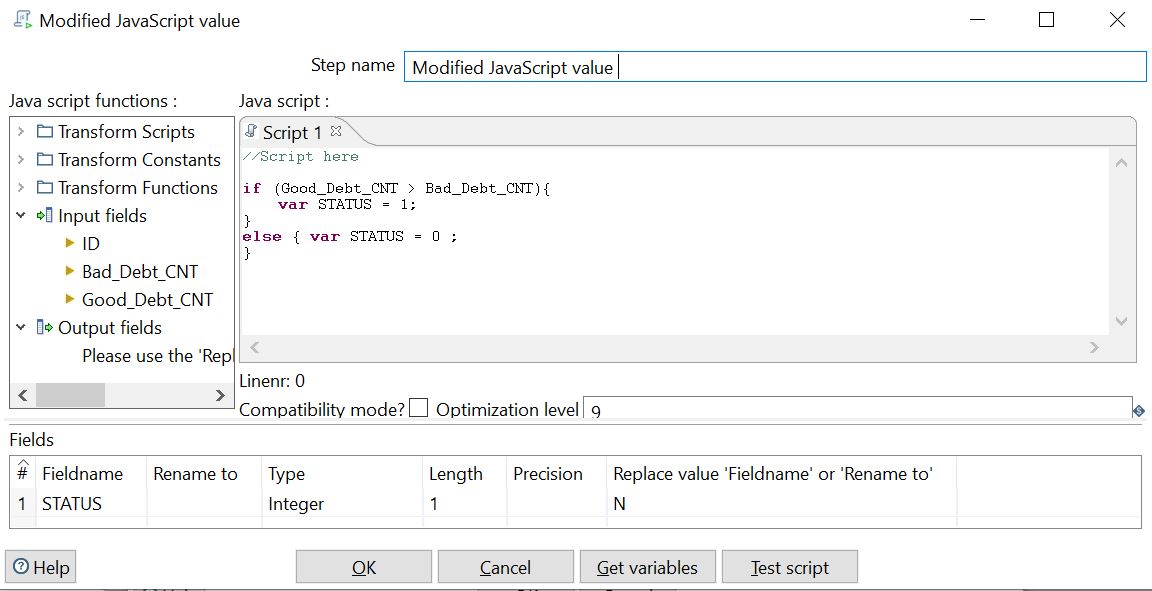 Modified JavaScript value
Step name Modified JavaScript value
Java script functions :
Transform Scripts
Transform Constants
Transform Functions
Input fields
ID
Bad_Debt_CNT
Good_Debt_CNT
Output fields
Please use the 'Repl
Java script :
Script 1
//Script here
if (Good_Debt_CNT > Bad_Debt_CNT){
var STATUS = 1;
}
else { var STATUS = 0 ;
}
Linenr: 0
Compatibility mode? Optimization level 9
Fields
# Fieldname Rename to Type Length Precision Replace value 'Fieldname' or 'Rename to'
1 STATUS Integer 1 N
Help OK Cancel Get variables Test script